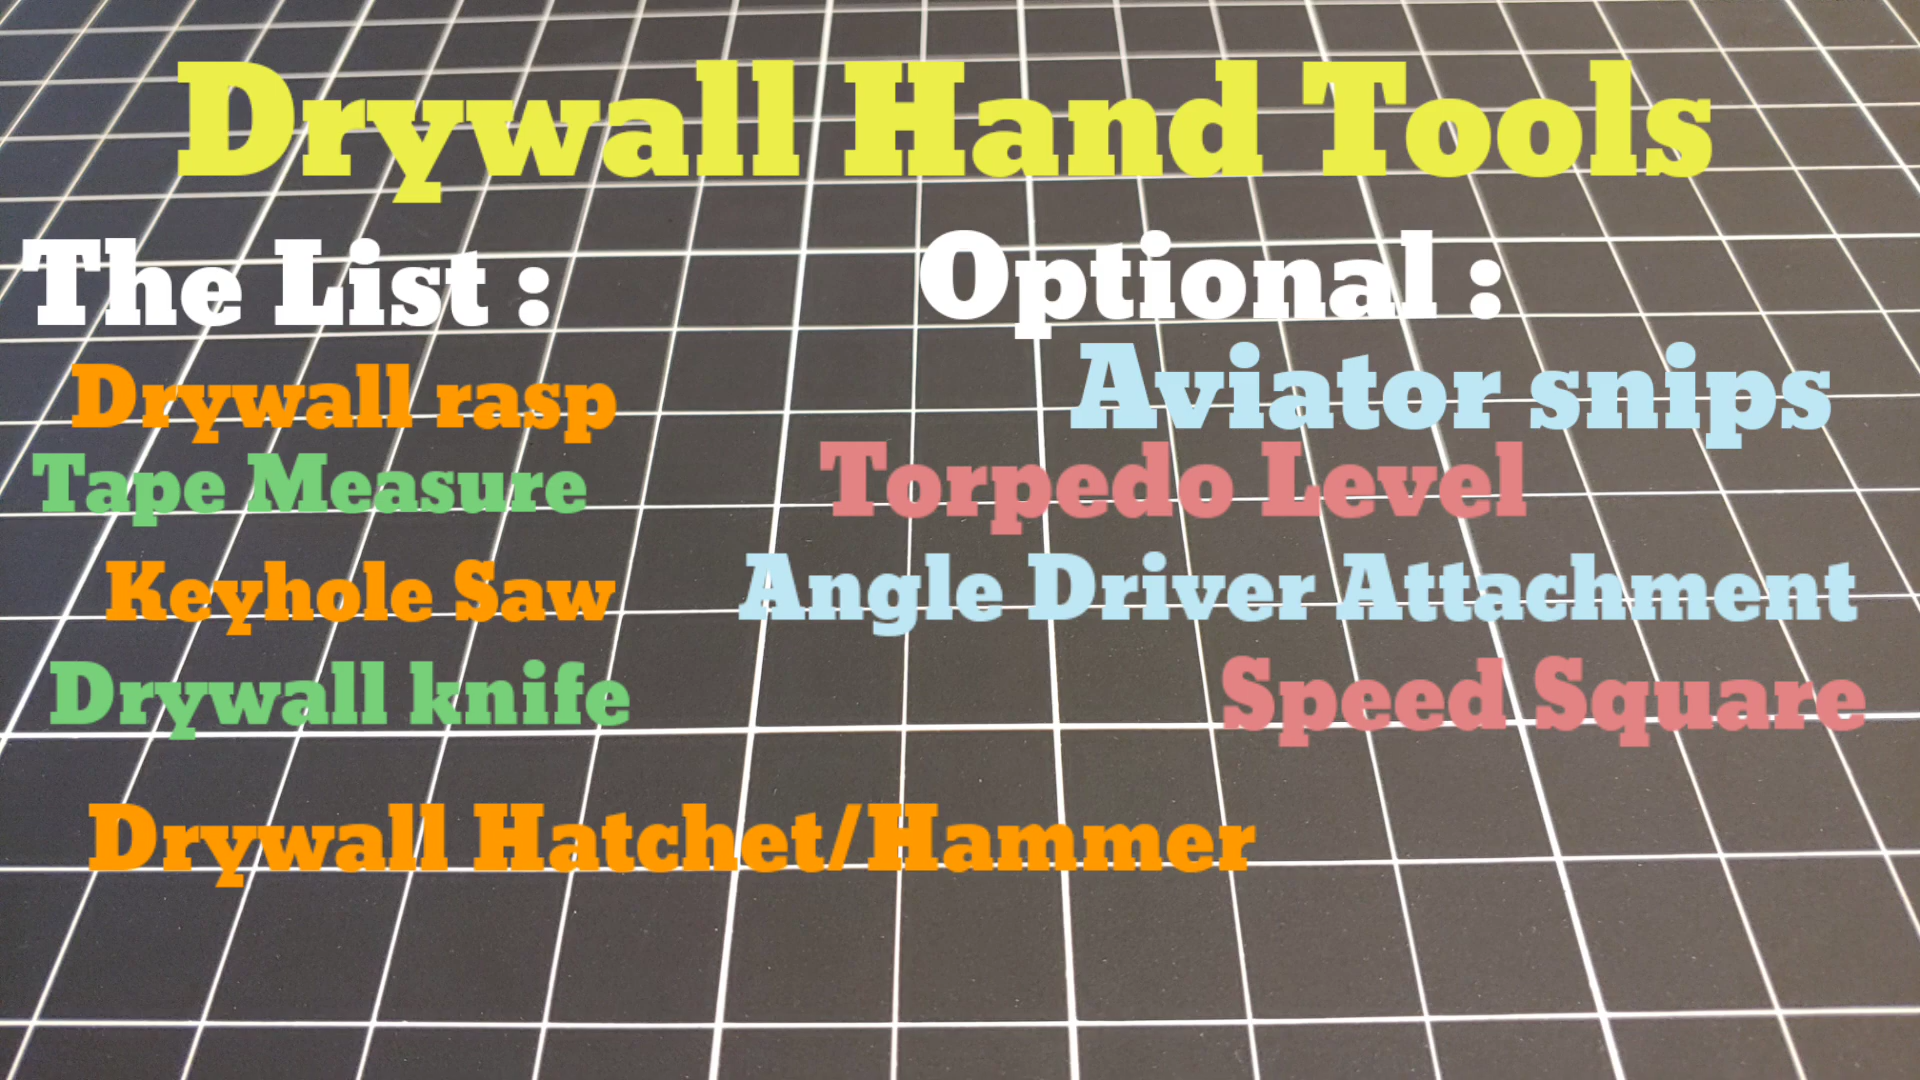 Drywall Hand Tools
The List :
Drywall rasp
Tape Measure
Keyhole Saw
Drywall knife
Drywall Hatchet/Hammer
Optional :
Aviator snips
Torpedo Level
Angle Driver Attachment
Speed Square